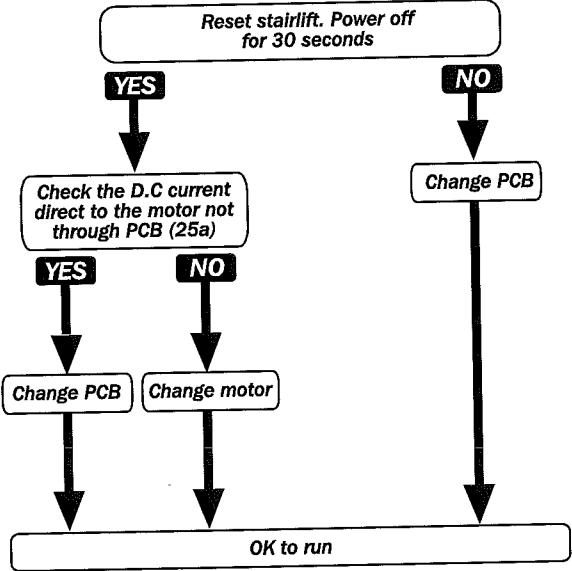 Reset stairlift. Power off
for 30 seconds
YES
NO
Check the D.C current
direct to the motor not
through PCB (25a)
Change PCB
YES
NO
Change PCB
Change motor
OK to run